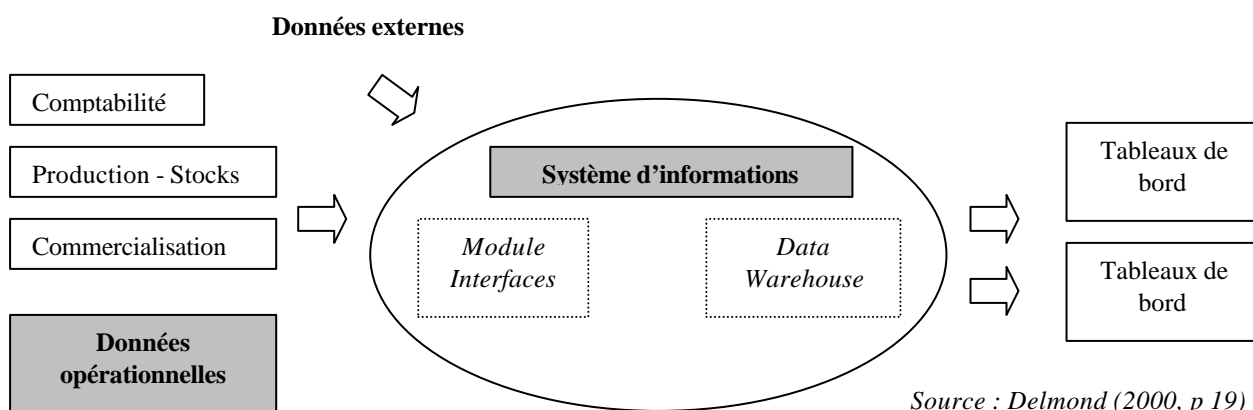 Données externes
Comptabilité
Production - Stocks
Commercialisation
Données
opérationnelles
Système d'informations
Module
Interfaces
Data
Warehouse
Tableaux de
bord
Tableaux de
bord
Source : Delmond (2000, p 19)